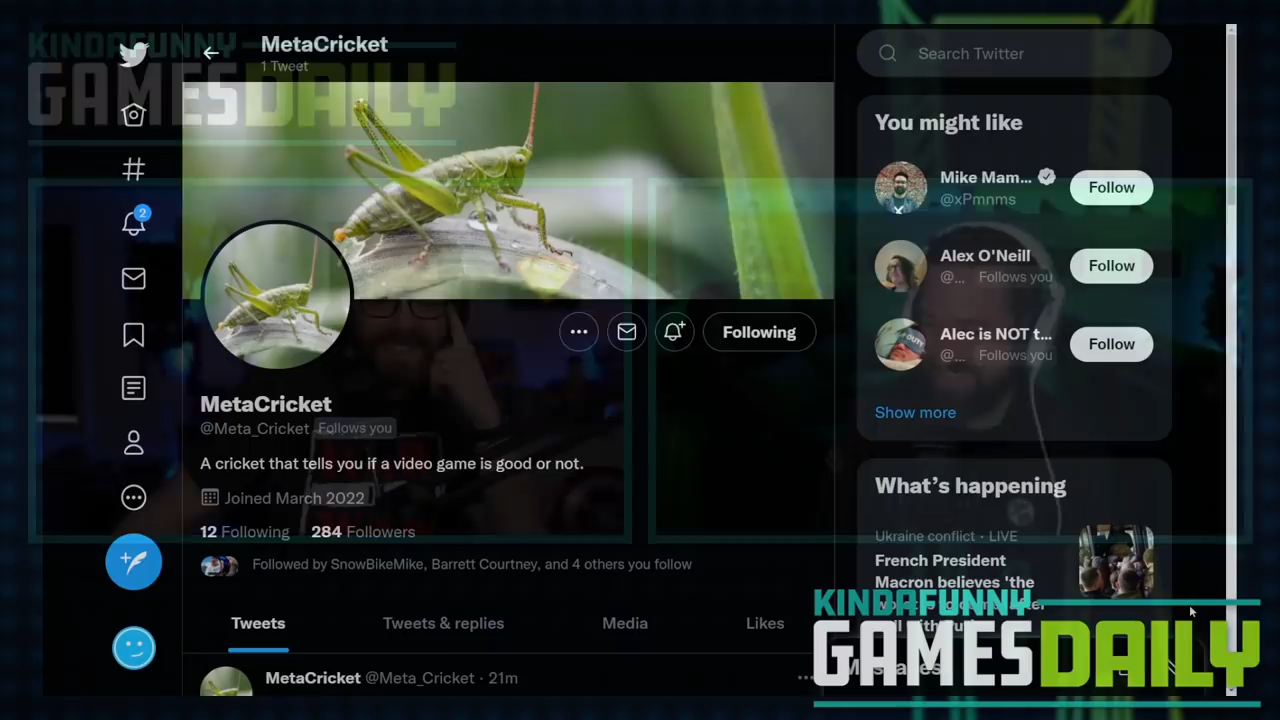 KINDAFUNNY
GAMESDAILY
MetaCricket
1 Tweet
Search Twitter
2
You might like
Mike Mam...
@xPmnms
Follow
Alex O'Neill
@... Follows you
Follow
Alec is NOT t...
@... Follows you
Follow
Show more
Following
MetaCricket
@Meta_Cricket Follows you
A cricket that tells you if a video game is good or not.
Joined March 2022
12 Following 284 Followers
Followed by SnowBikeMike, Barrett Courtney, and 4 others you follow
Tweets
Tweets & replies
Media
Likes
MetaCricket @Meta_Cricket · 21m
What's happening
Ukraine conflict · LIVE
French President
Macron believes 'the
KINDAFUNNY
GAMESDAILY